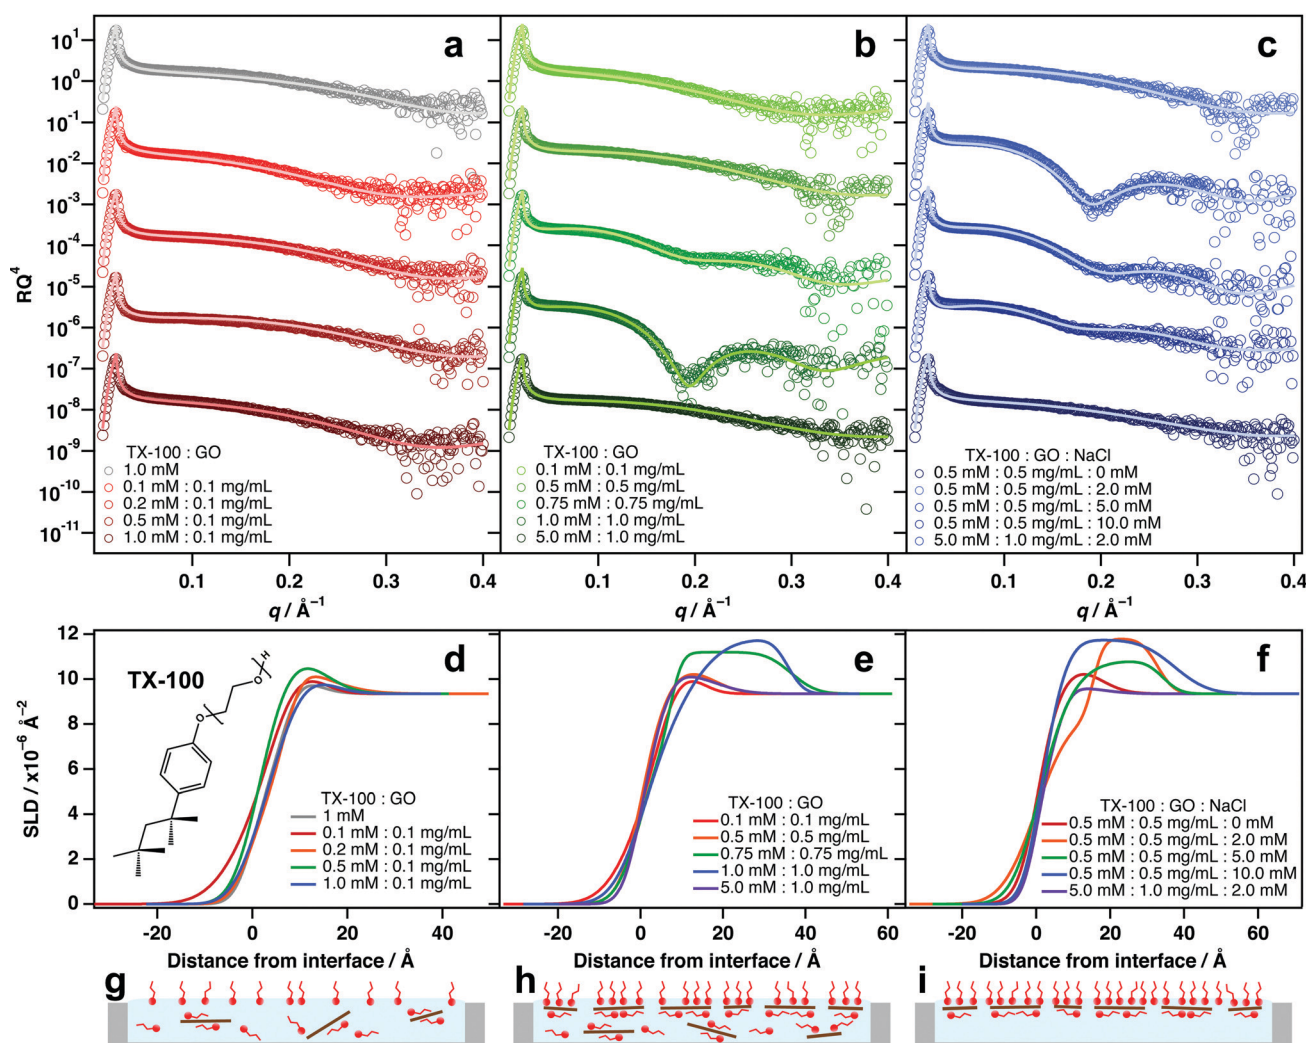 a
b
c
10¹
10⁰
10⁻¹
10⁻²
10⁻³
10⁻⁴
10⁻⁵
10⁻⁶
10⁻⁷
10⁻⁸
10⁻⁹
10⁻¹⁰
10⁻¹¹
RQ⁴
TX-100 : GO
1.0 mM
0.1 mM : 0.1 mg/mL
0.2 mM : 0.1 mg/mL
0.5 mM : 0.1 mg/mL
1.0 mM : 0.1 mg/mL
TX-100 : GO
0.1 mM : 0.1 mg/mL
0.5 mM : 0.5 mg/mL
0.75 mM : 0.75 mg/mL
1.0 mM : 1.0 mg/mL
5.0 mM : 1.0 mg/mL
TX-100 : GO : NaCl
0.5 mM : 0.5 mg/mL : 0 mM
0.5 mM : 0.5 mg/mL : 2.0 mM
0.5 mM : 0.5 mg/mL : 5.0 mM
0.5 mM : 0.5 mg/mL : 10.0 mM
5.0 mM : 1.0 mg/mL : 2.0 mM
0.1 0.2 0.3 0.4
0.1 0.2 0.3 0.4
0.1 0.2 0.3 0.4
q / Å⁻¹
q / Å⁻¹
q / Å⁻¹
d
e
f
12
10
8
6
4
2
0
SLD / x10⁻⁶ Å⁻²
TX-100
O
O
H
TX-100 : GO
1 mM
0.1 mM : 0.1 mg/mL
0.2 mM : 0.1 mg/mL
0.5 mM : 0.1 mg/mL
1.0 mM : 0.1 mg/mL
TX-100 : GO
0.1 mM : 0.1 mg/mL
0.5 mM : 0.5 mg/mL
0.75 mM : 0.75 mg/mL
1.0 mM : 1.0 mg/mL
5.0 mM : 1.0 mg/mL
TX-100 : GO : NaCl
0.5 mM : 0.5 mg/mL : 0 mM
0.5 mM : 0.5 mg/mL : 2.0 mM
0.5 mM : 0.5 mg/mL : 5.0 mM
0.5 mM : 0.5 mg/mL : 10.0 mM
5.0 mM : 1.0 mg/mL : 2.0 mM
-20 0 20 40
-20 0 20 40 60
-20 0 20 40 60
Distance from interface / Å
Distance from interface / Å
Distance from interface / Å
g
h
i